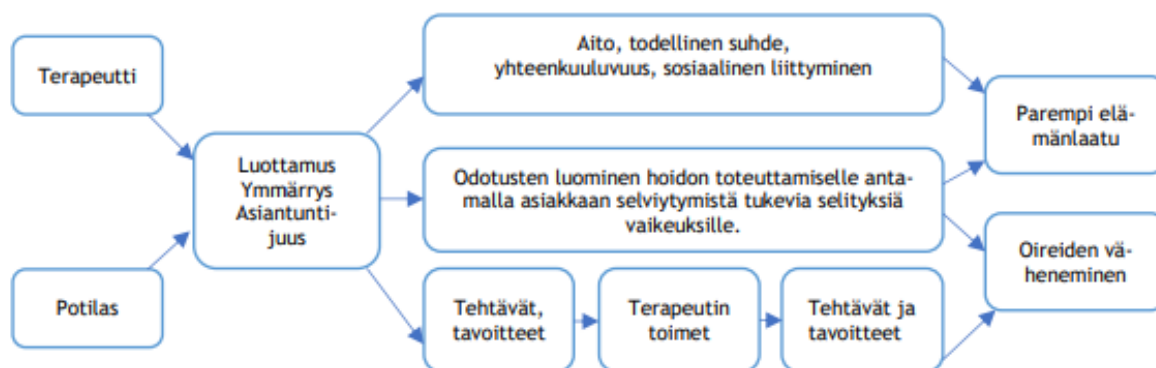 Terapeutti
Potilas
Luottamus
Ymmärrys
Asiantunti-
juus
Aito, todellinen suhde,
yhteenkuuluvuus, sosiaalinen liittyminen
Odotusten luominen hoidon toteuttamiselle anta-
malla asiakkaan selviytymistä tukevia selityksiä
vaikeuksille.
Tehtävät,
tavoitteet
Terapeutin
toimet
Tehtävät ja
tavoitteet
Parempi elä-
mänlaatu
Oireiden vä-
heneminen